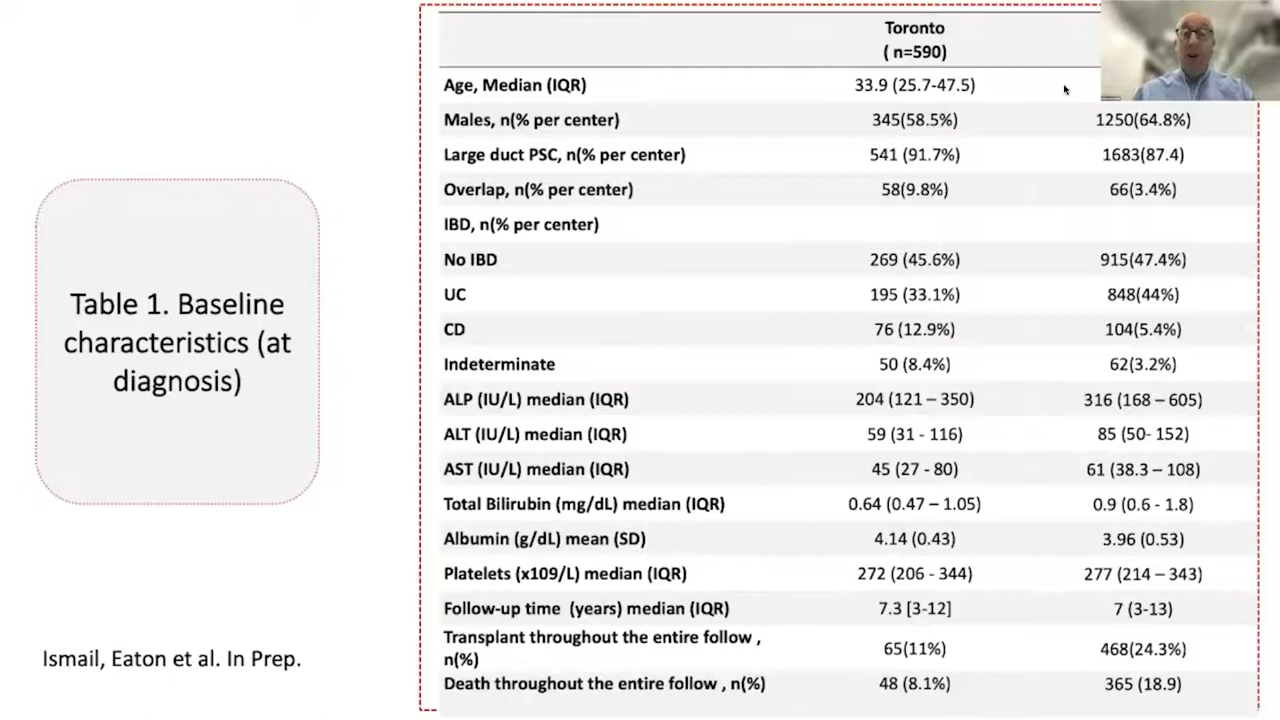 Toronto
( n=590)
Age, Median (IQR) 33.9 (25.7-47.5)
Males, n(% per center) 345(58.5%) 1250(64.8%)
Large duct PSC, n(% per center) 541 (91.7%) 1683(87.4)
Overlap, n(% per center) 58(9.8%) 66(3.4%)
IBD, n(% per center)
No IBD 269 (45.6%) 915(47.4%)
UC 195 (33.1%) 848(44%)
CD 76 (12.9%) 104(5.4%)
Indeterminate 50 (8.4%) 62(3.2%)
ALP (IU/L) median (IQR) 204 (121 – 350) 316 (168 – 605)
ALT (IU/L) median (IQR) 59 (31 - 116) 85 (50- 152)
AST (IU/L) median (IQR) 45 (27 - 80) 61 (38.3 – 108)
Total Bilirubin (mg/dL) median (IQR) 0.64 (0.47 – 1.05) 0.9 (0.6 - 1.8)
Albumin (g/dL) mean (SD) 4.14 (0.43) 3.96 (0.53)
Platelets (x109/L) median (IQR) 272 (206 - 344) 277 (214 – 343)
Follow-up time (years) median (IQR) 7.3 [3-12] 7 (3-13)
Transplant throughout the entire follow ,
n(%) 65(11%) 468(24.3%)
Death throughout the entire follow , n(%) 48 (8.1%) 365 (18.9)
Table 1. Baseline
characteristics (at
diagnosis)
Ismail, Eaton et al. In Prep.